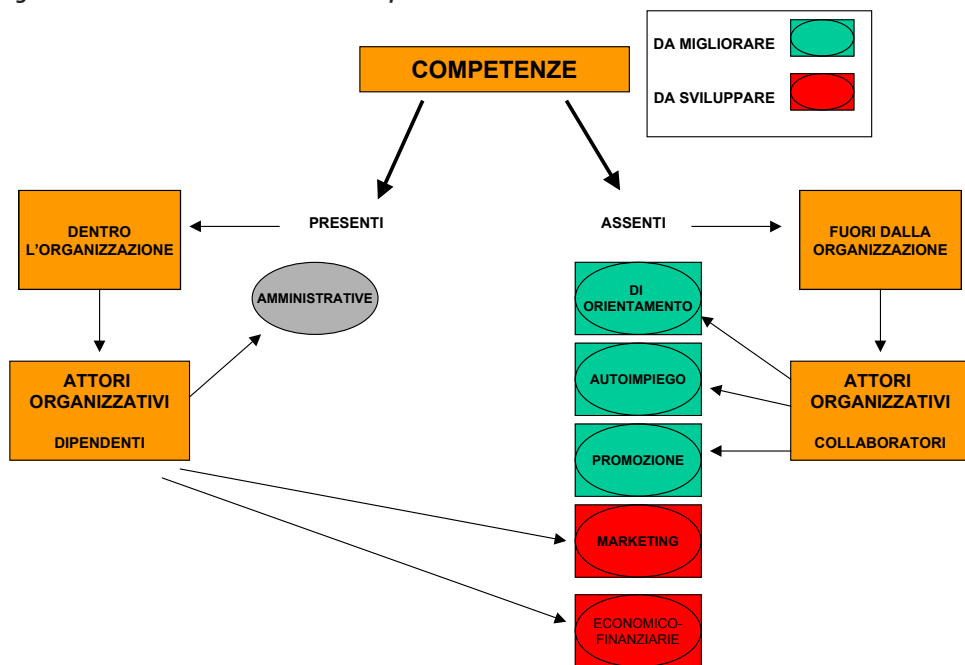 COMPETENZE
DA MIGLIORARE
DA SVILUPPARE
DENTRO
L'ORGANIZZAZIONE
PRESENTI
ASSENTI
FUORI DALLA
ORGANIZZAZIONE
AMMINISTRATIVE
DI
ORIENTAMENTO
ATTORI
ORGANIZZATIVI
DIPENDENTI
AUTOIMPIEGO
ATTORI
ORGANIZZATIVI
COLLABORATORI
PROMOZIONE
MARKETING
ECONOMICO-
FINANZIARIE